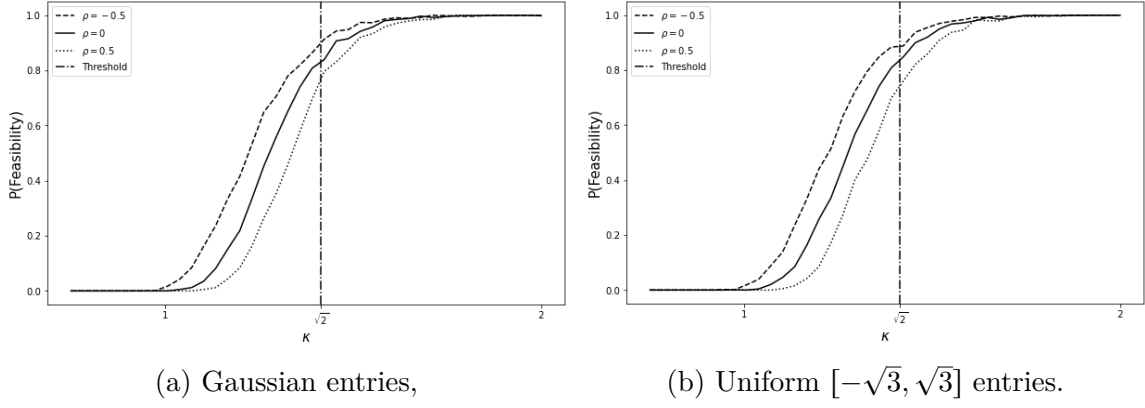 1.0
0.8
0.6
0.4
0.2
0.0
P(Feasibility)
ρ = −0.5
ρ = 0
ρ = 0.5
Threshold
1
√2
2
κ
(a) Gaussian entries,
1.0
0.8
0.6
0.4
0.2
0.0
P(Feasibility)
ρ = −0.5
ρ = 0
ρ = 0.5
Threshold
1
√2
2
κ
(b) Uniform [−√3, √3] entries.